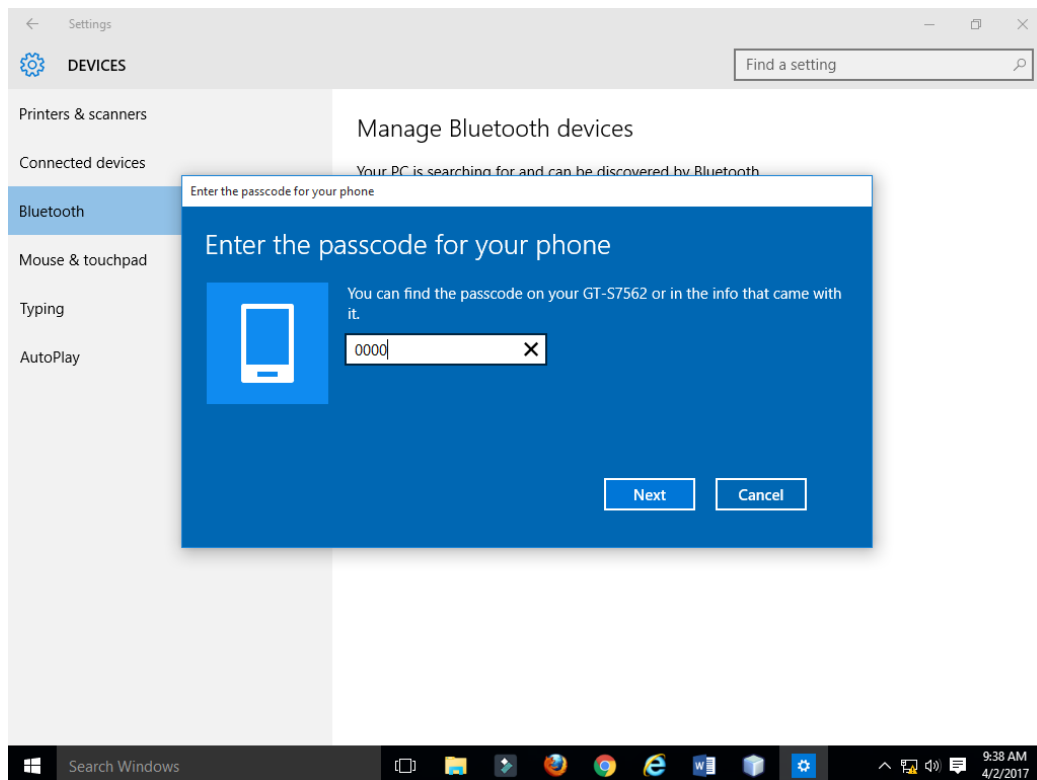 Settings
DEVICES
Find a setting
Printers & scanners
Connected devices
Bluetooth
Mouse & touchpad
Typing
AutoPlay
Manage Bluetooth devices
Your PC is searching for and can be discovered by Bluetooth
Enter the passcode for your phone
Enter the passcode for your phone
You can find the passcode on your GT-S7562 or in the info that came with
it.
0000
Next
Cancel
Search Windows
9:38 AM
4/2/2017